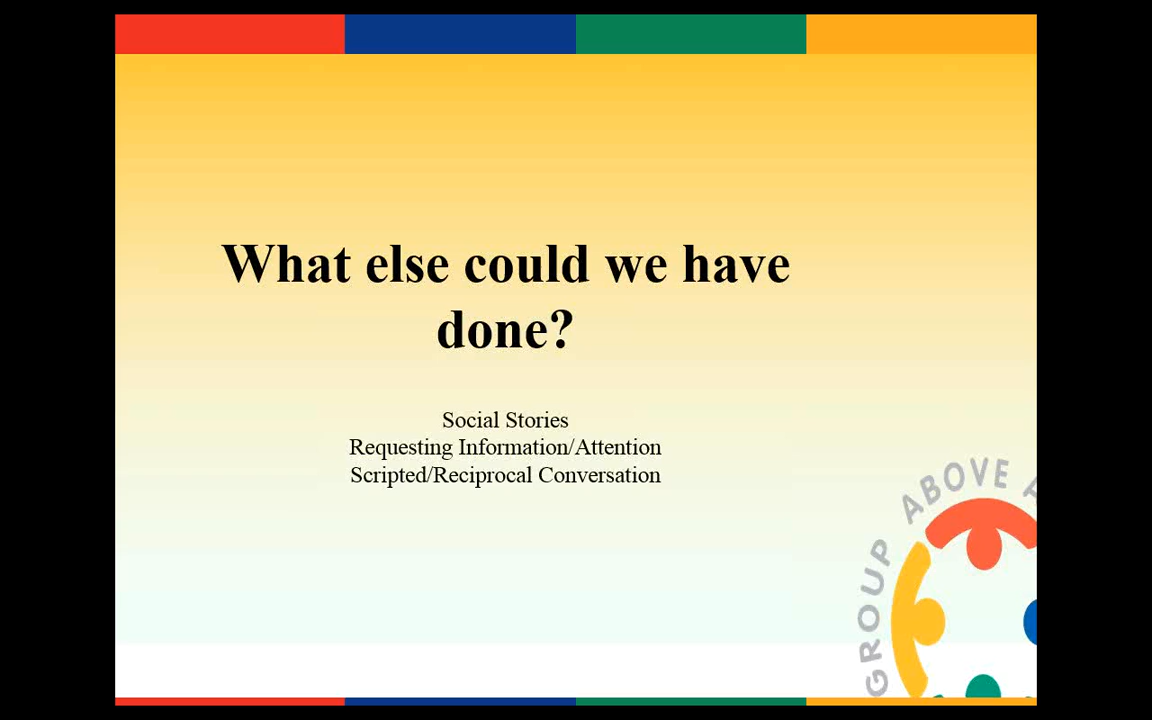 What else could we have
done?
Social Stories
Requesting Information/Attention
Scripted/Reciprocal Conversation
GROUP ABOVE A